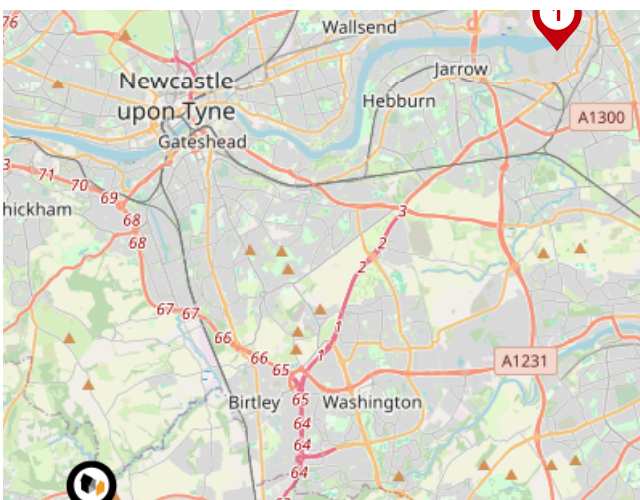 76
1
Wallsend
Jarrow
Newcastle
upon Tyne
Hebburn
A1300
Gateshead
3
71
70
69
hickham
68
68
3
2
2
67
67
1
66
66
1
65
A1231
65
Birtley
Washington
64
64
64